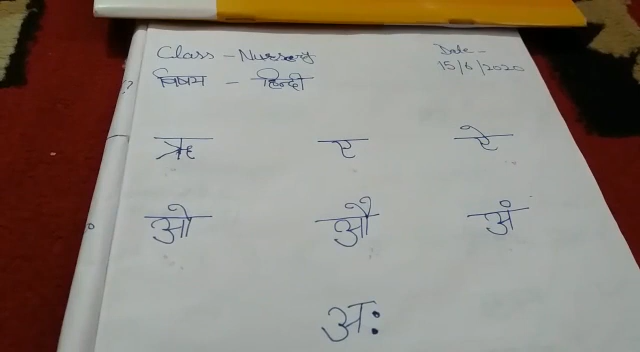 Class - Nursery
Date - 15/6/2020
विषय - हिन्दी
ऋ ए ऐ
ओ औ अं
अः